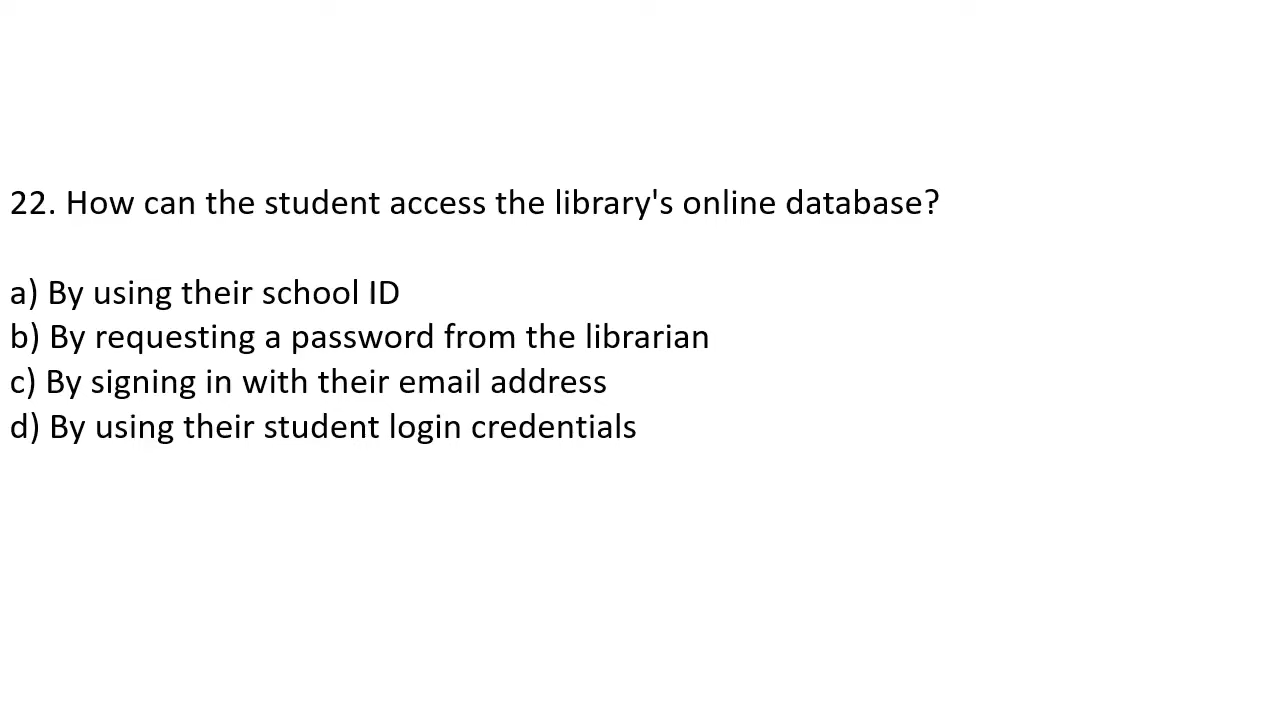 22. How can the student access the library's online database?
a) By using their school ID
b) By requesting a password from the librarian
c) By signing in with their email address
d) By using their student login credentials